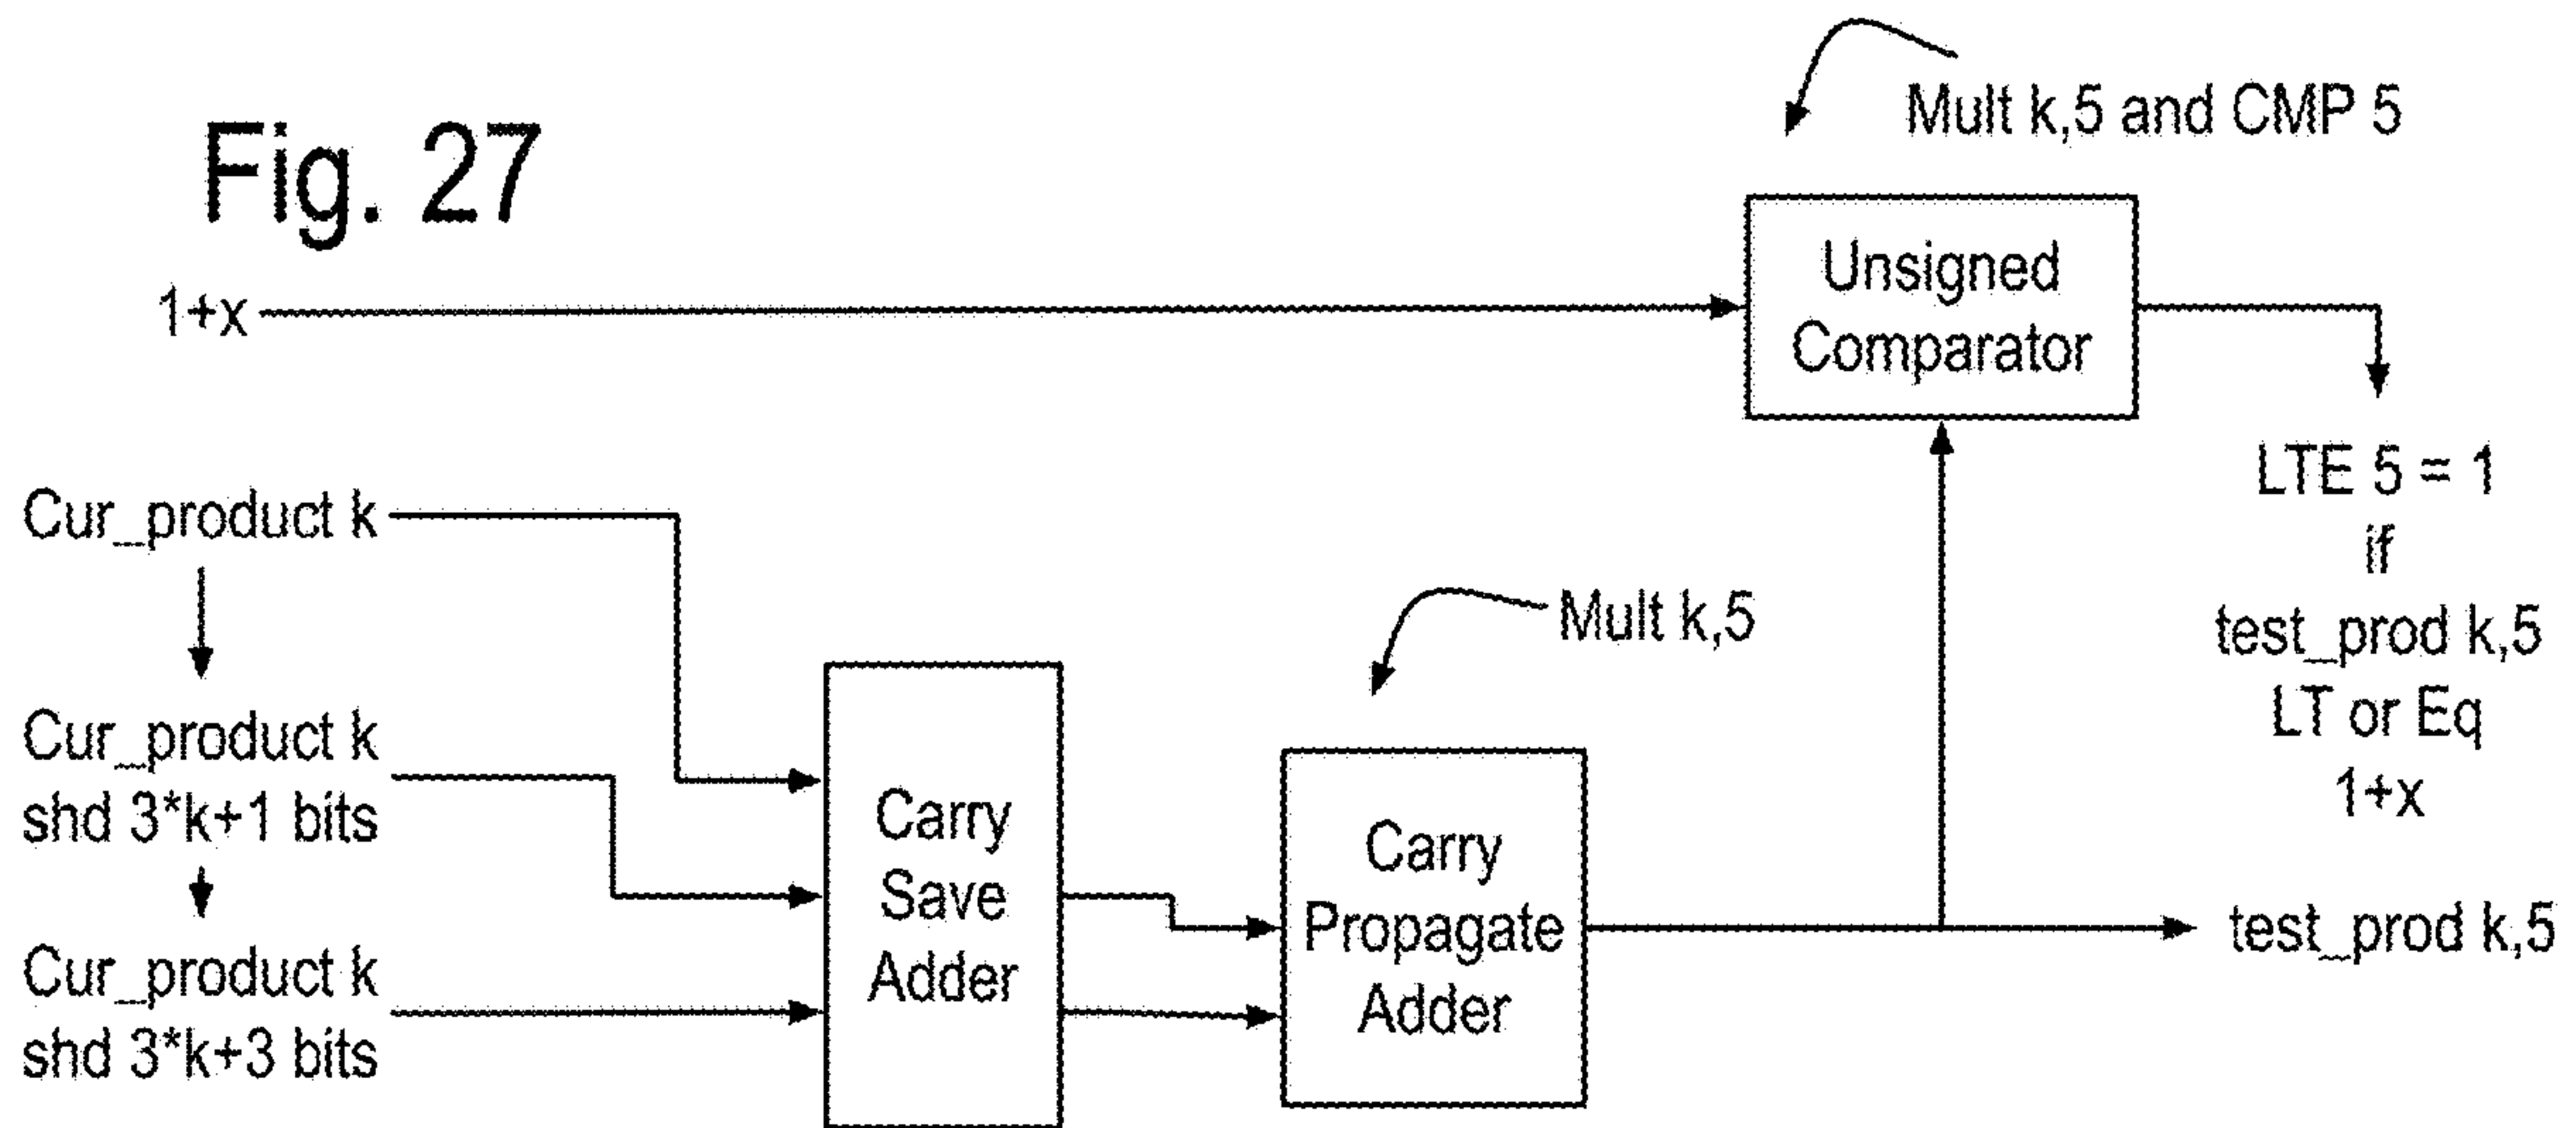 Fig. 27
Mult k,5 and CMP 5
1+x
Unsigned
Comparator
Cur_product k
LTE 5 = 1
if
test_prod k,5
LT or Eq
1+x
Mult k,5
Cur_product k
shd 3*k+1 bits
Carry
Save
Adder
Carry
Propagate
Adder
test_prod k,5
Cur_product k
shd 3*k+3 bits